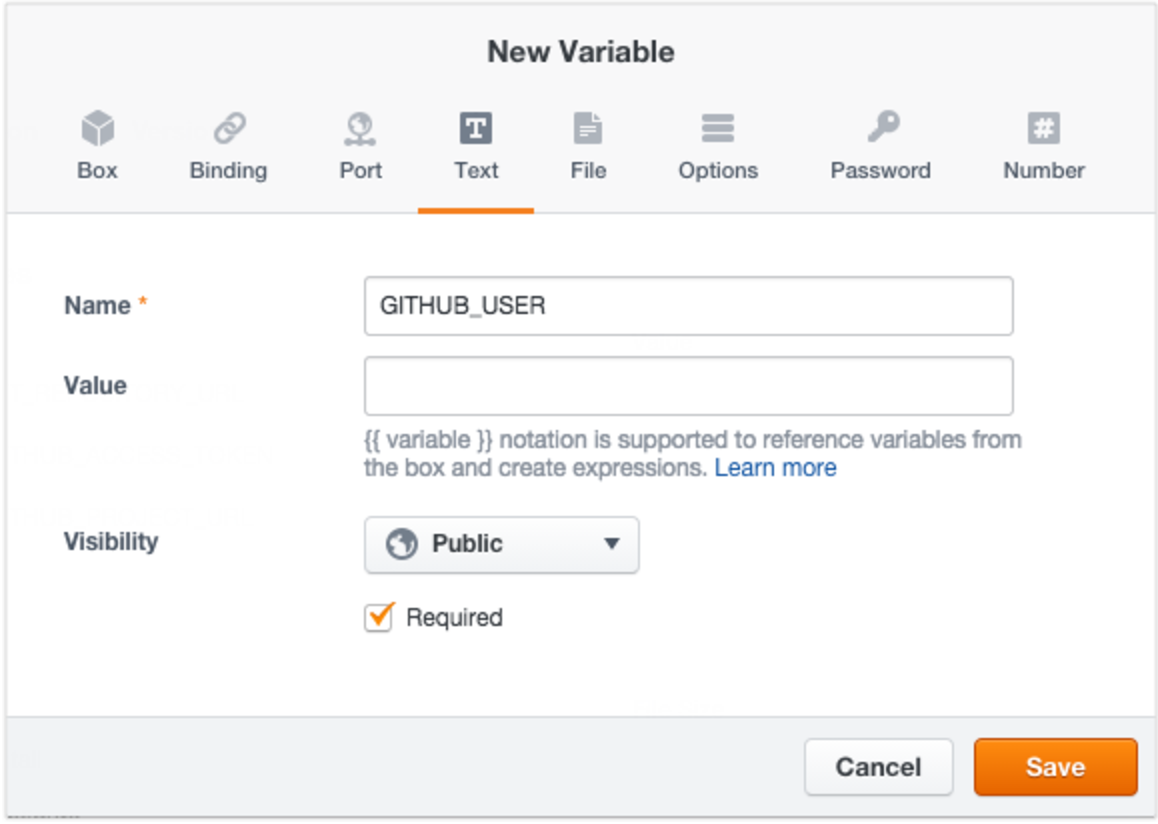 New Variable
Box Binding Port Text File Options Password Number
Name * GITHUB_USER
Value
{{ variable }} notation is supported to reference variables from
the box and create expressions. Learn more
Visibility Public
Required
Cancel Save